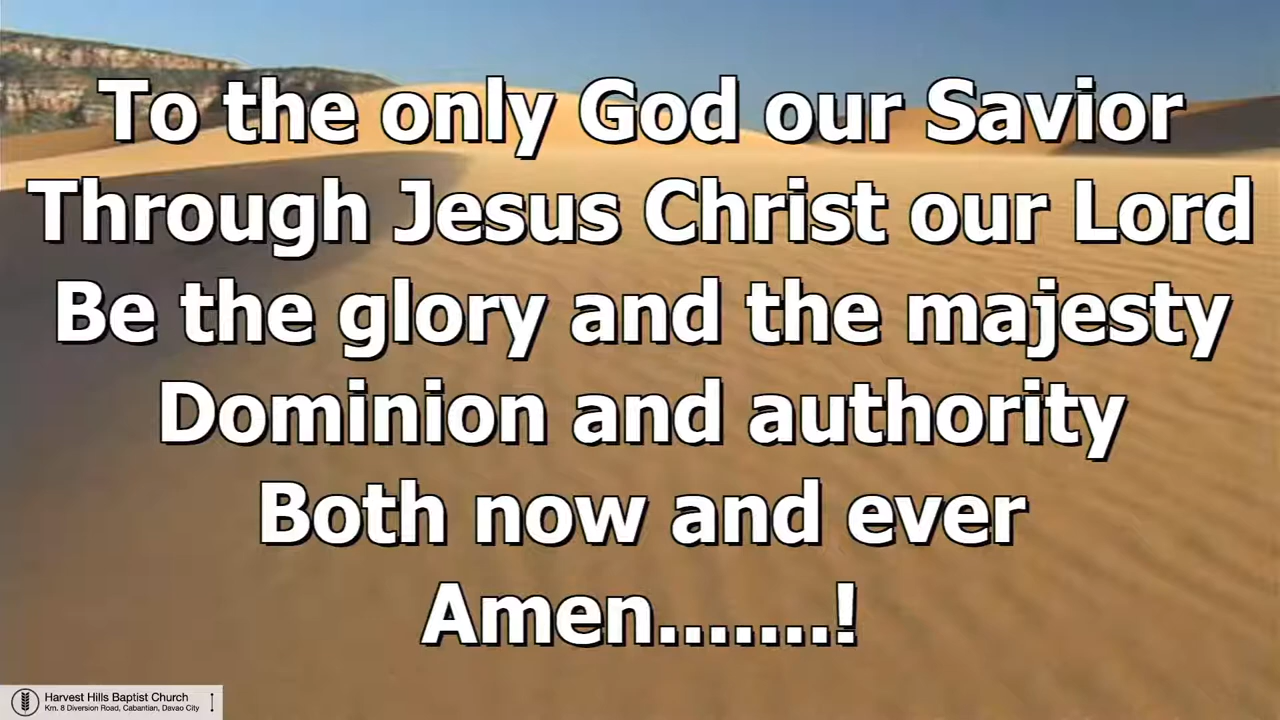 To the only God our Savior
Through Jesus Christ our Lord
Be the glory and the majesty
Dominion and authority
Both now and ever
Amen.......!
Harvest Hills Baptist Church
Km. 8 Diversion Road, Cabantian, Davao City